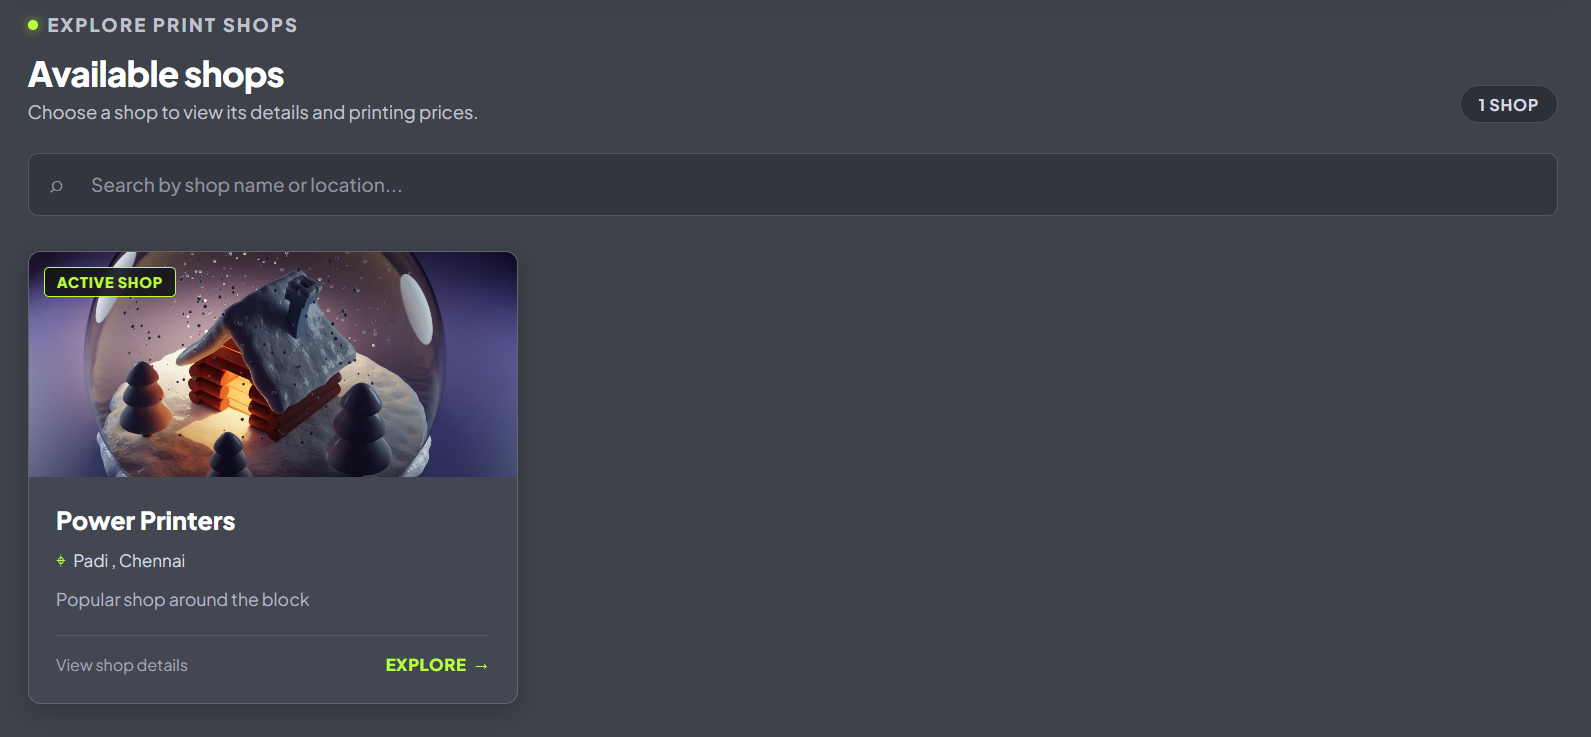 EXPLORE PRINT SHOPS
Available shops
Choose a shop to view its details and printing prices.
1 SHOP
Search by shop name or location...
ACTIVE SHOP
Power Printers
Padi , Chennai
Popular shop around the block
View shop details
EXPLORE →